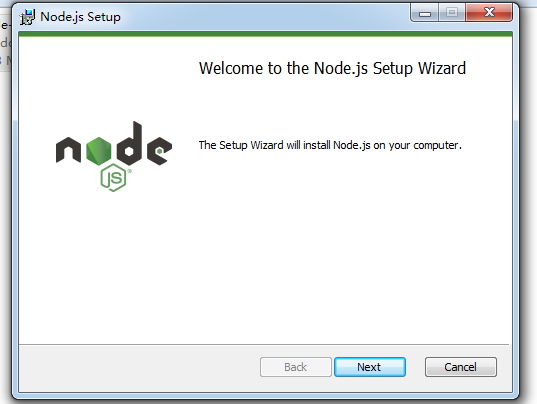 Node.js Setup
Welcome to the Node.js Setup Wizard
The Setup Wizard will install Node.js on your computer.
node
JS
Back
Next
Cancel